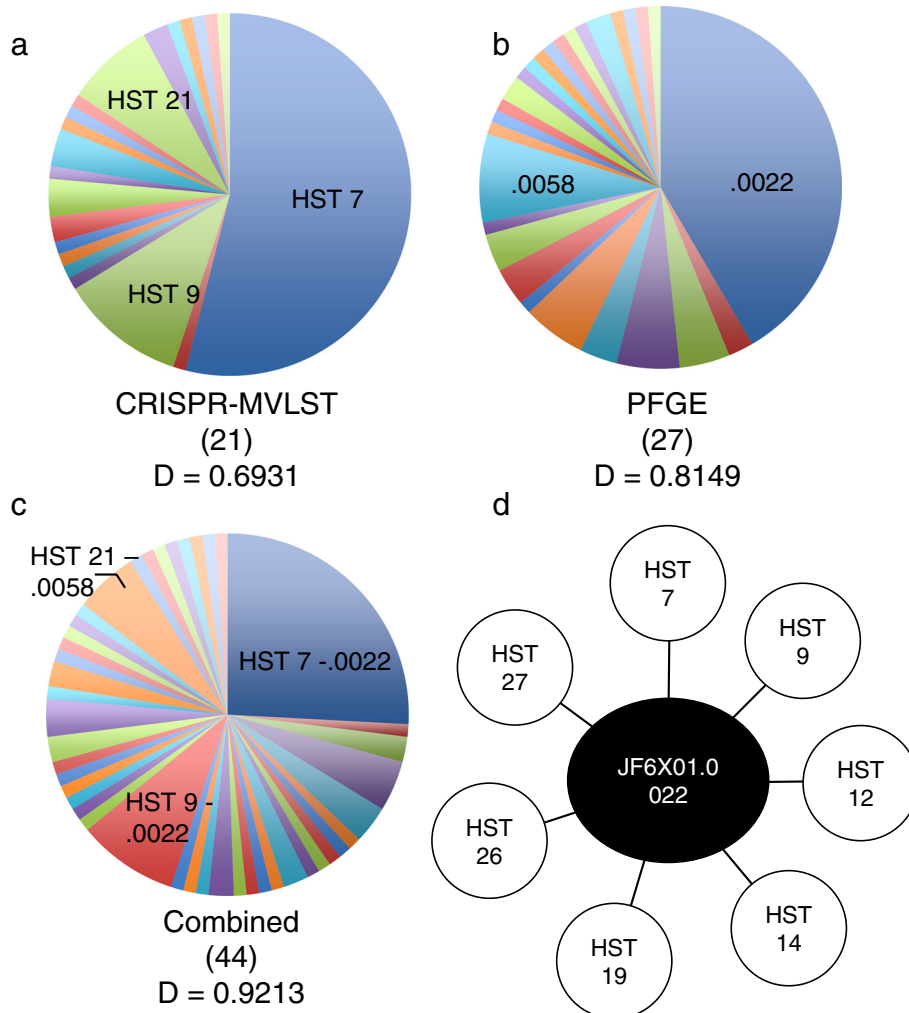 a
HST 21
HST 7
HST 9
CRISPR-MVLST
(21)
D = 0.6931
b
.0058
.0022
PFGE
(27)
D = 0.8149
c
HST 21 –
.0058
HST 7 -.0022
HST 9 -
.0022
Combined
(44)
D = 0.9213
d
HST
7
HST
9
HST
12
HST
14
HST
19
HST
26
HST
27
JF6X01.0
022